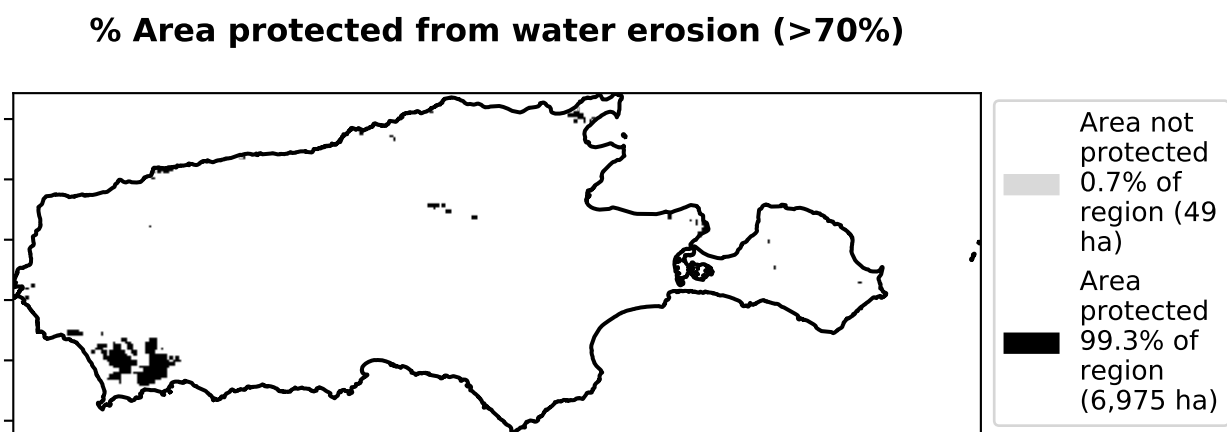 % Area protected from water erosion (>70%)
Area not
protected
0.7% of
region (49
ha)
Area
protected
99.3% of
region
(6,975 ha)